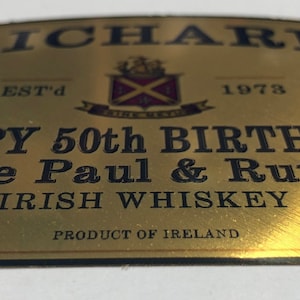 ICHAR
EST'd 1973
PY 50th BIRTH
e Paul & Ru
IRISH WHISKEY
PRODUCT OF IRELAND